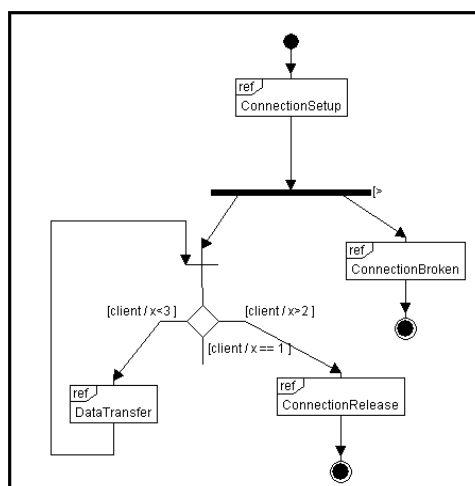 ref
ConnectionSetup
[>
ref
ConnectionBroken
[client / x<3 ]
[client / x>2 ]
[client / x == 1 ]
ref
DataTransfer
ref
ConnectionRelease